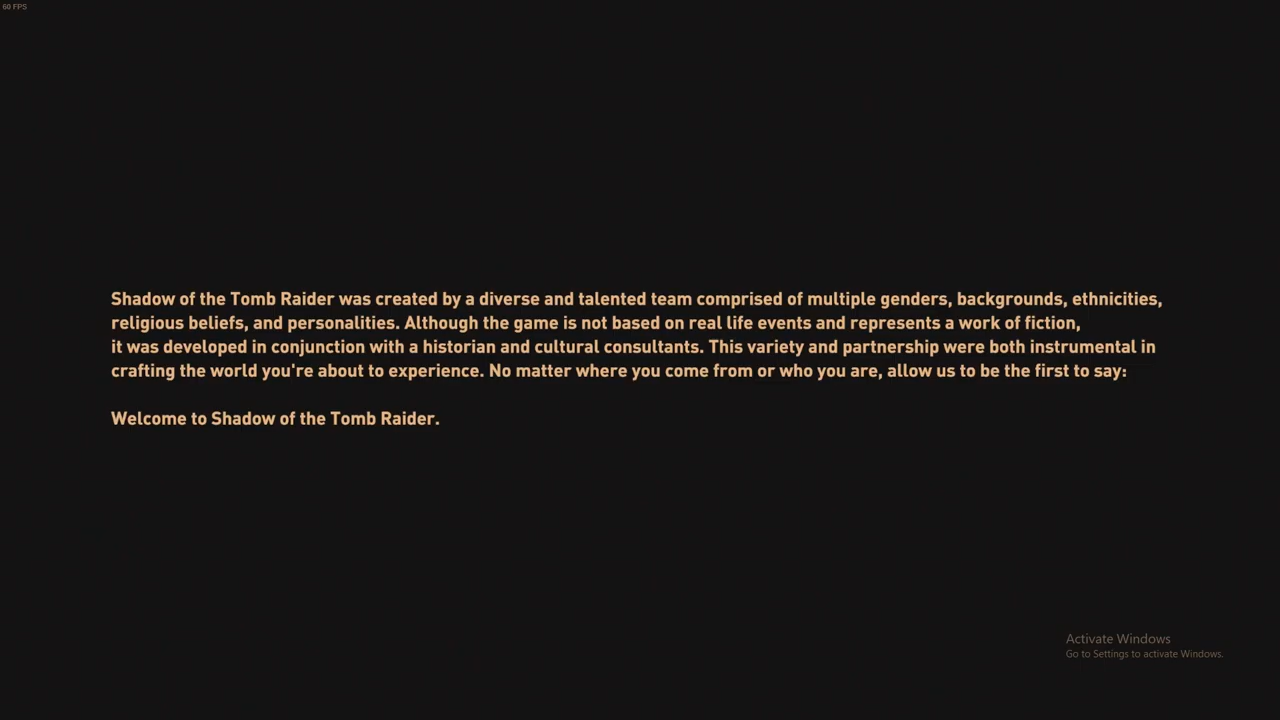 60 FPS
Shadow of the Tomb Raider was created by a diverse and talented team comprised of multiple genders, backgrounds, ethnicities,
religious beliefs, and personalities. Although the game is not based on real life events and represents a work of fiction,
it was developed in conjunction with a historian and cultural consultants. This variety and partnership were both instrumental in
crafting the world you're about to experience. No matter where you come from or who you are, allow us to be the first to say:
Welcome to Shadow of the Tomb Raider.
Activate Windows
Go to Settings to activate Windows.